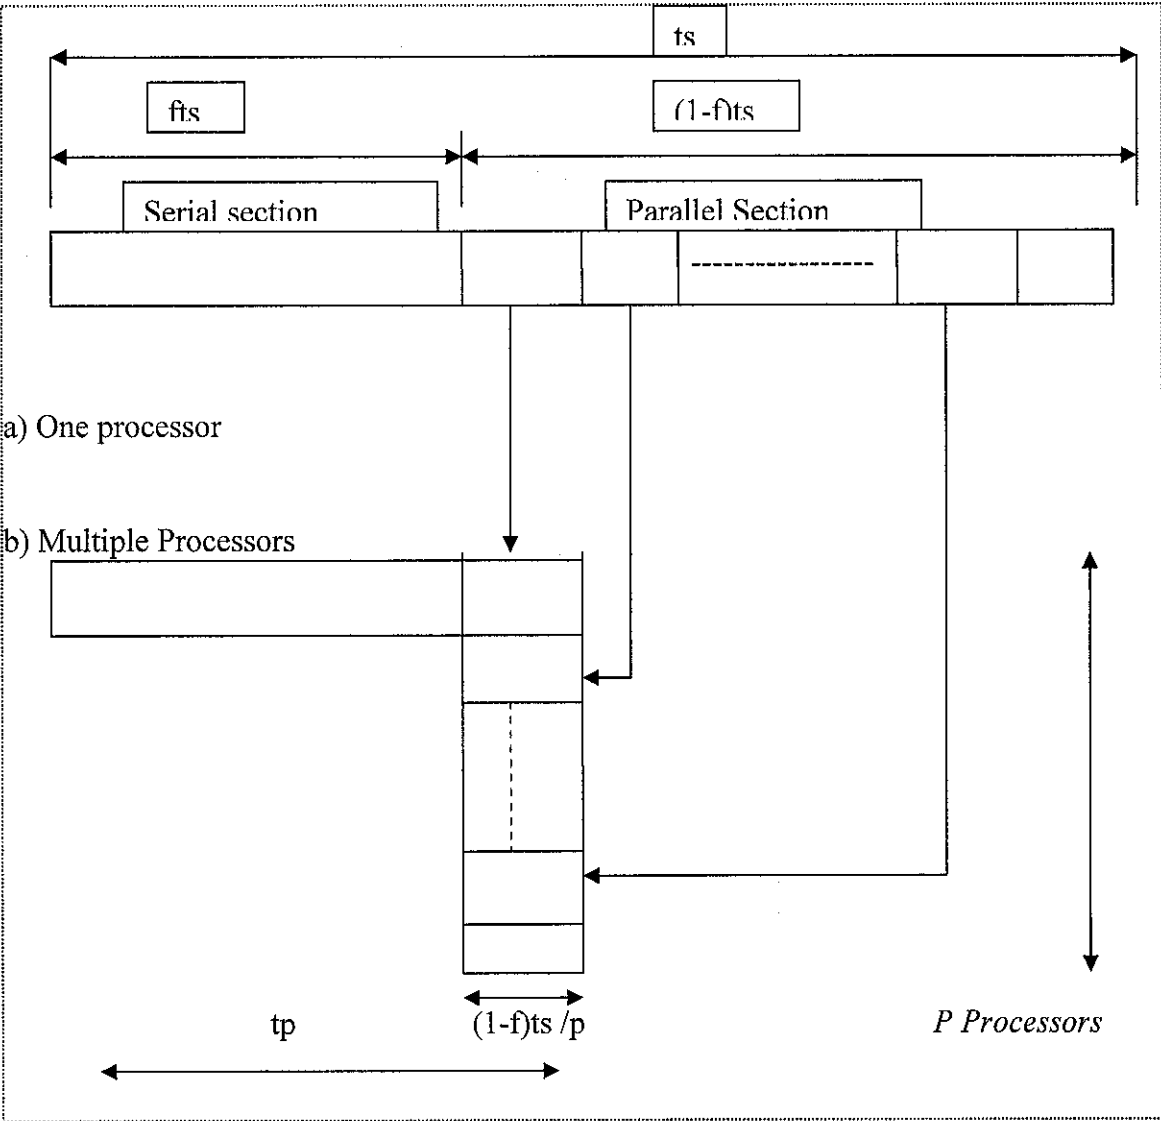 ts
fts
(1-f)ts
Serial section
Parallel Section
a) One processor
b) Multiple Processors
tp
(1-f)ts /p
P Processors